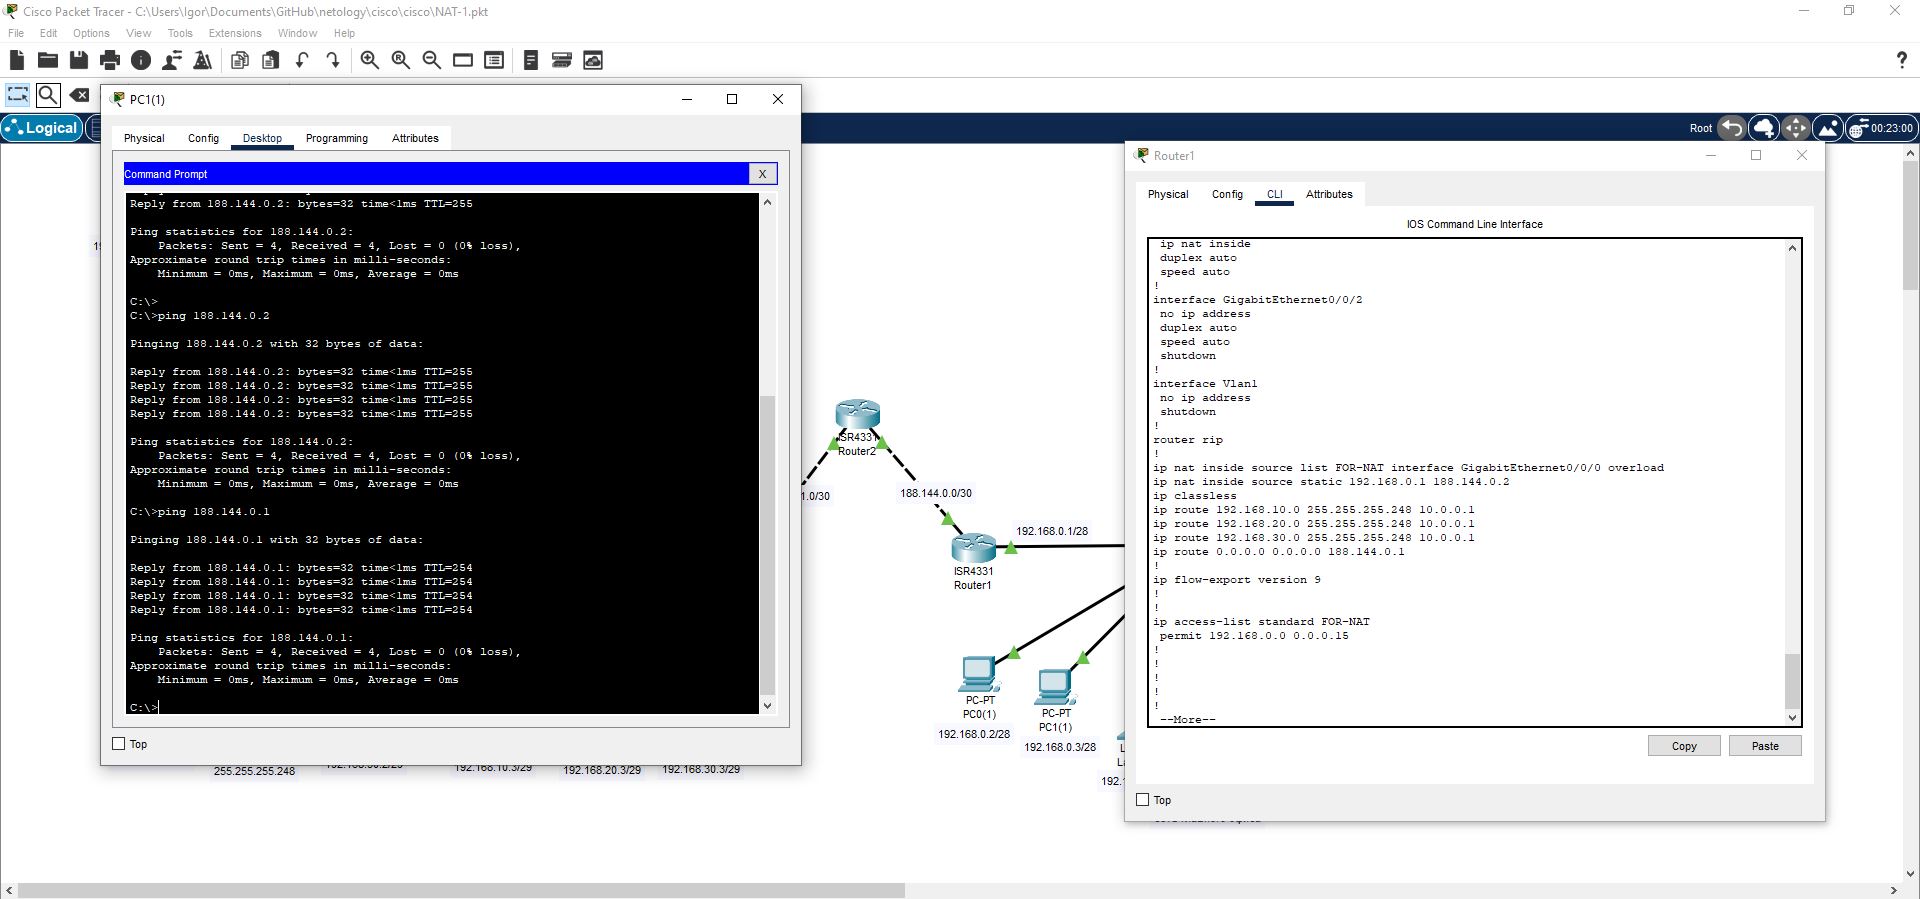 Cisco Packet Tracer - C:\Users\Igor\Documents\GitHub\netology\cisco\cisco\NAT-1.pkt
File Edit Options View Tools Extensions Window Help
Logical
Root
00:23:00
PC1(1)
Physical Config Desktop Programming Attributes
Command Prompt
X
Reply from 188.144.0.2: bytes=32 time<1ms TTL=255
Ping statistics for 188.144.0.2:
Packets: Sent = 4, Received = 4, Lost = 0 (0% loss),
Approximate round trip times in milli-seconds:
Minimum = 0ms, Maximum = 0ms, Average = 0ms
C:\>
C:\>ping 188.144.0.2
Pinging 188.144.0.2 with 32 bytes of data:
Reply from 188.144.0.2: bytes=32 time<1ms TTL=255
Reply from 188.144.0.2: bytes=32 time<1ms TTL=255
Reply from 188.144.0.2: bytes=32 time<1ms TTL=255
Reply from 188.144.0.2: bytes=32 time<1ms TTL=255
Ping statistics for 188.144.0.2:
Packets: Sent = 4, Received = 4, Lost = 0 (0% loss),
Approximate round trip times in milli-seconds:
Minimum = 0ms, Maximum = 0ms, Average = 0ms
C:\>ping 188.144.0.1
Pinging 188.144.0.1 with 32 bytes of data:
Reply from 188.144.0.1: bytes=32 time<1ms TTL=254
Reply from 188.144.0.1: bytes=32 time<1ms TTL=254
Reply from 188.144.0.1: bytes=32 time<1ms TTL=254
Reply from 188.144.0.1: bytes=32 time<1ms TTL=254
Ping statistics for 188.144.0.1:
Packets: Sent = 4, Received = 4, Lost = 0 (0% loss),
Approximate round trip times in milli-seconds:
Minimum = 0ms, Maximum = 0ms, Average = 0ms
C:\>
Top
255.255.255.248
192.168.10.3/29
192.168.20.3/29
192.168.30.3/29
ISR4331
Router2
1.0/30
188.144.0.0/30
192.168.0.1/28
ISR4331
Router1
PC-PT
PC0(1)
192.168.0.2/28
PC-PT
PC1(1)
192.168.0.3/28
Router1
Physical Config CLI Attributes
IOS Command Line Interface
ip nat inside
duplex auto
speed auto
!
interface GigabitEthernet0/0/2
no ip address
duplex auto
speed auto
shutdown
!
interface Vlan1
no ip address
shutdown
!
router rip
!
ip nat inside source list FOR-NAT interface GigabitEthernet0/0/0 overload
ip nat inside source static 192.168.0.1 188.144.0.2
ip classless
ip route 192.168.10.0 255.255.255.248 10.0.0.1
ip route 192.168.20.0 255.255.255.248 10.0.0.1
ip route 192.168.30.0 255.255.255.248 10.0.0.1
ip route 0.0.0.0 0.0.0.0 188.144.0.1
!
ip flow-export version 9
!
!
ip access-list standard FOR-NAT
permit 192.168.0.0 0.0.0.15
!
!
!
!
!
--More--
Copy Paste
Top